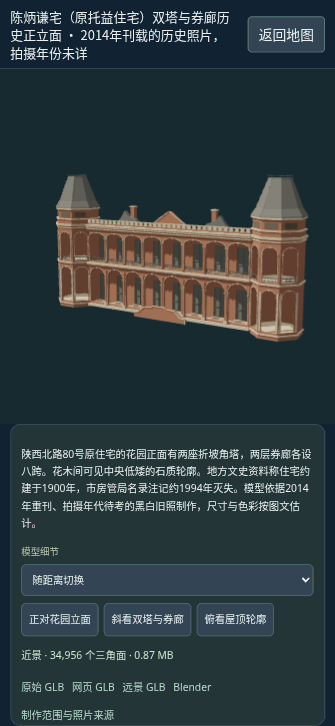 陈炳谦宅（原托益住宅）双塔与券廊历
史正立面 · 2014年刊载的历史照片，
拍摄年份未详
返回地图
陕西北路80号原住宅的花园正面有两座折坡角塔，两层券廊各设
八跨。花木间可见中央低矮的石质轮廓。地方文史资料称住宅约
建于1900年，市房管局名录注记约1994年灭失。模型依据2014
年重刊、拍摄年代待考的黑白旧照制作，尺寸与色彩按图文估
计。
模型细节
随距离切换
正对花园立面
斜看双塔与券廊
俯看屋顶轮廓
近景 · 34,956 个三角面 · 0.87 MB
原始 GLB 网页 GLB 远景 GLB Blender
制作范围与照片来源